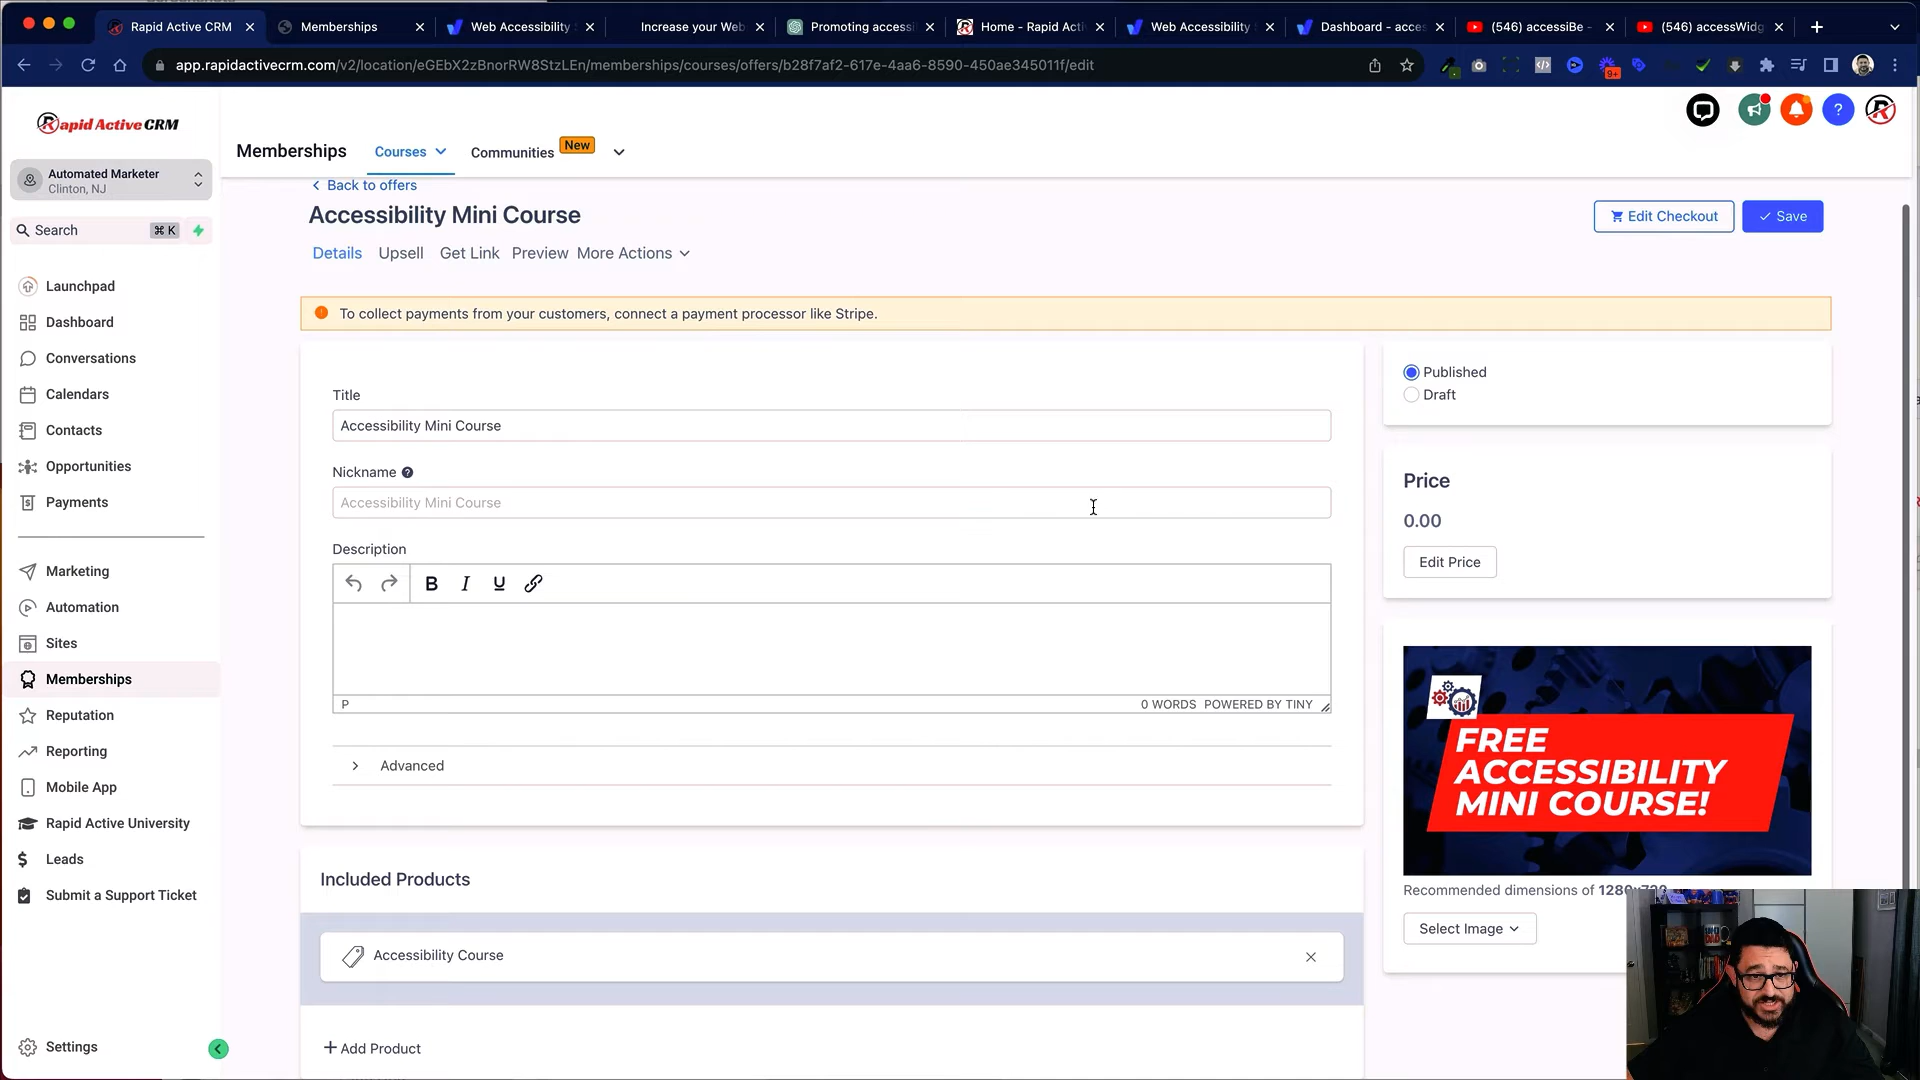 Rapid Active CRM
Memberships
Web Accessibility
Increase your Web
Promoting accessi
Home - Rapid Acti
Web Accessibility
Dashboard - acces
(546) accessiBe -
(546) accessWidg
app.rapidactivecrm.com/v2/location/eGEbX2zBnorRW8StzLEn/memberships/courses/offers/b28f7af2-617e-4aa6-8590-450ae345011f/edit
9+
Rapid Active CRM
Automated Marketer
Clinton, NJ
Search
⌘ K
Launchpad
Dashboard
Conversations
Calendars
Contacts
Opportunities
Payments
Marketing
Automation
Sites
Memberships
Reputation
Reporting
Mobile App
Rapid Active University
Leads
Submit a Support Ticket
Settings
Memberships
Courses
Communities
New
Back to offers
Accessibility Mini Course
Edit Checkout
Save
Details
Upsell
Get Link
Preview
More Actions
To collect payments from your customers, connect a payment processor like Stripe.
Title
Accessibility Mini Course
Nickname
Accessibility Mini Course
Description
B I U
P
0 WORDS POWERED BY TINY
Advanced
Included Products
Accessibility Course
+ Add Product
Published
Draft
Price
0.00
Edit Price
FREE
ACCESSIBILITY
MINI COURSE!
Recommended dimensions of 1280x720
Select Image